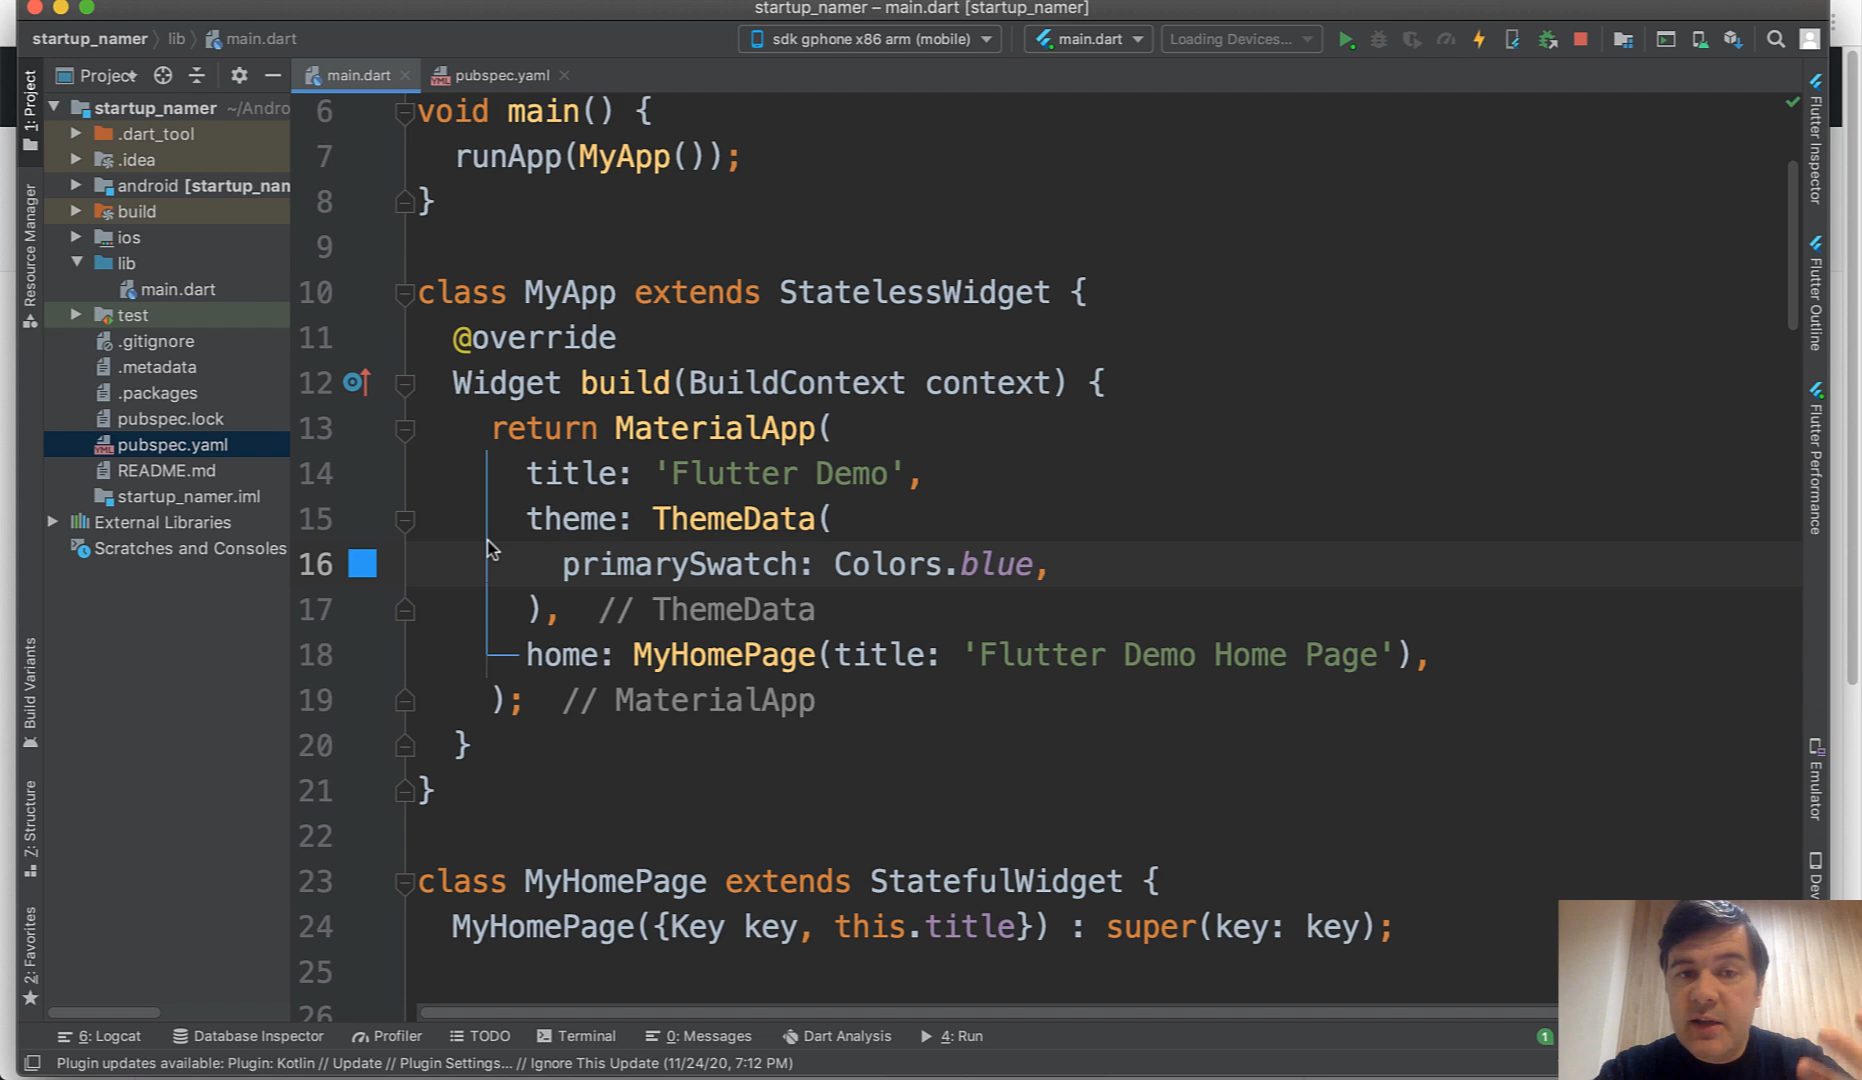 startup_namer – main.dart [startup_namer]
startup_namer lib main.dart sdk gphone x86 arm (mobile) main.dart Loading Devices...
Project main.dart pubspec.yaml
startup_namer ~/Andro
.dart_tool
.idea
android [startup_nam
build
ios
lib
main.dart
test
.gitignore
.metadata
.packages
pubspec.lock
pubspec.yaml
README.md
startup_namer.iml
External Libraries
Scratches and Consoles
1: Project
Resource Manager
Build Variants
Z: Structure
2: Favorites
6 void main() {
7 runApp(MyApp());
8 }
9
10 class MyApp extends StatelessWidget {
11 @override
12 Widget build(BuildContext context) {
13 return MaterialApp(
14 title: 'Flutter Demo',
15 theme: ThemeData(
16 primarySwatch: Colors.blue,
17 ), // ThemeData
18 home: MyHomePage(title: 'Flutter Demo Home Page'),
19 ); // MaterialApp
20 }
21 }
22
23 class MyHomePage extends StatefulWidget {
24 MyHomePage({Key key, this.title}) : super(key: key);
25
26
Flutter Inspector
Flutter Outline
Flutter Performance
Emulator
Dev
6: Logcat Database Inspector Profiler TODO Terminal 0: Messages Dart Analysis 4: Run 1
Plugin updates available: Plugin: Kotlin // Update // Plugin Settings... // Ignore This Update (11/24/20, 7:12 PM)